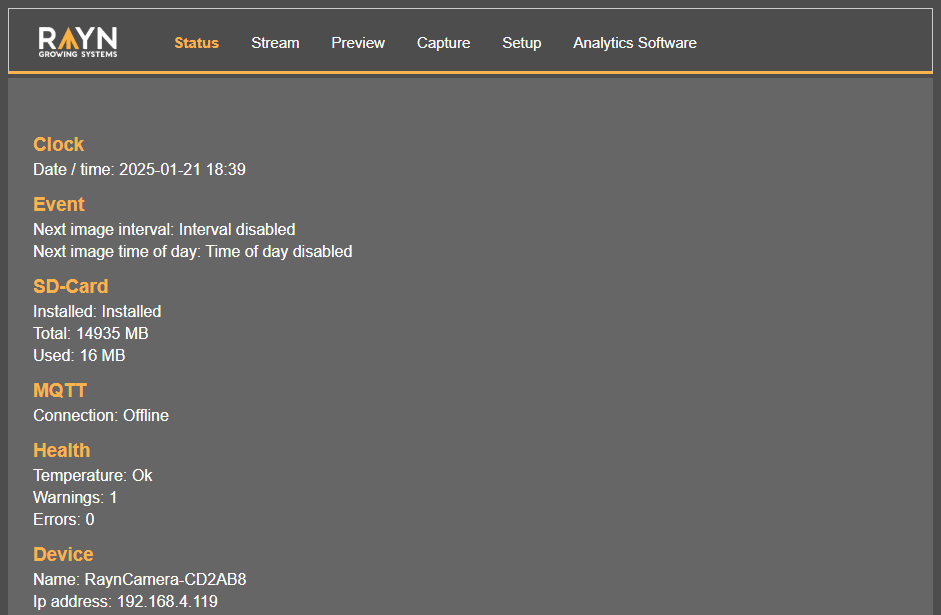 RAYN
GROWING SYSTEMS
Status Stream Preview Capture Setup Analytics Software
Clock
Date / time: 2025-01-21 18:39
Event
Next image interval: Interval disabled
Next image time of day: Time of day disabled
SD-Card
Installed: Installed
Total: 14935 MB
Used: 16 MB
MQTT
Connection: Offline
Health
Temperature: Ok
Warnings: 1
Errors: 0
Device
Name: RaynCamera-CD2AB8
Ip address: 192.168.4.119